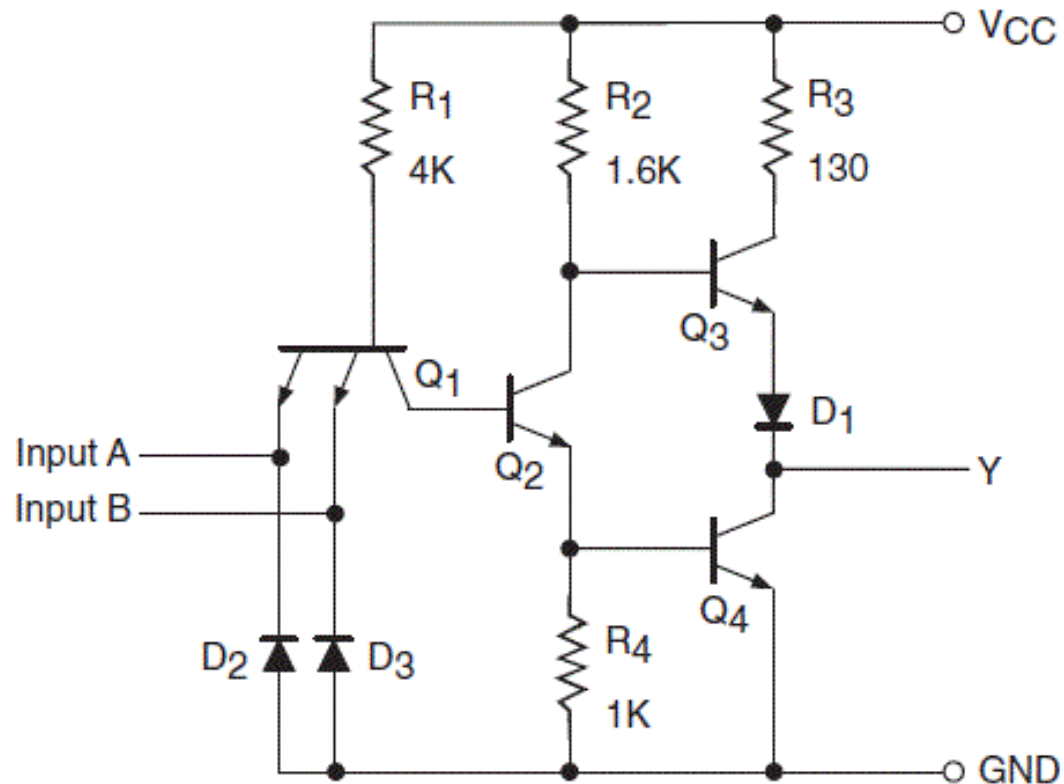 VCC
R1
4K
R2
1.6K
R3
130
Q3
Q1
D1
Input A
Q2
Y
Input B
Q4
D2
D3
R4
1K
GND